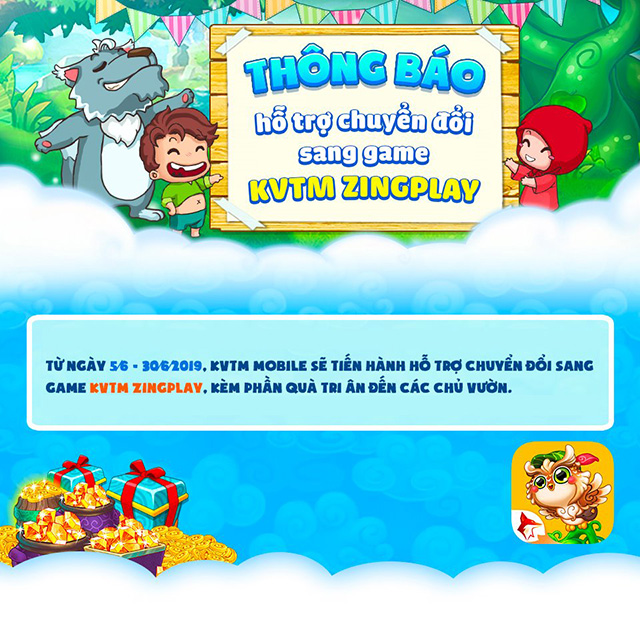 THÔNG BÁO
hỗ trợ chuyển đổi
sang game
KVTM ZINGPLAY
TỪ NGÀY 5/6 - 30/6/2019, KVTM MOBILE SẼ TIẾN HÀNH HỖ TRỢ CHUYỂN ĐỔI SANG
GAME KVTM ZINGPLAY, KÈM PHẦN QUÀ TRI ÂN ĐẾN CÁC CHỦ VƯỜN.